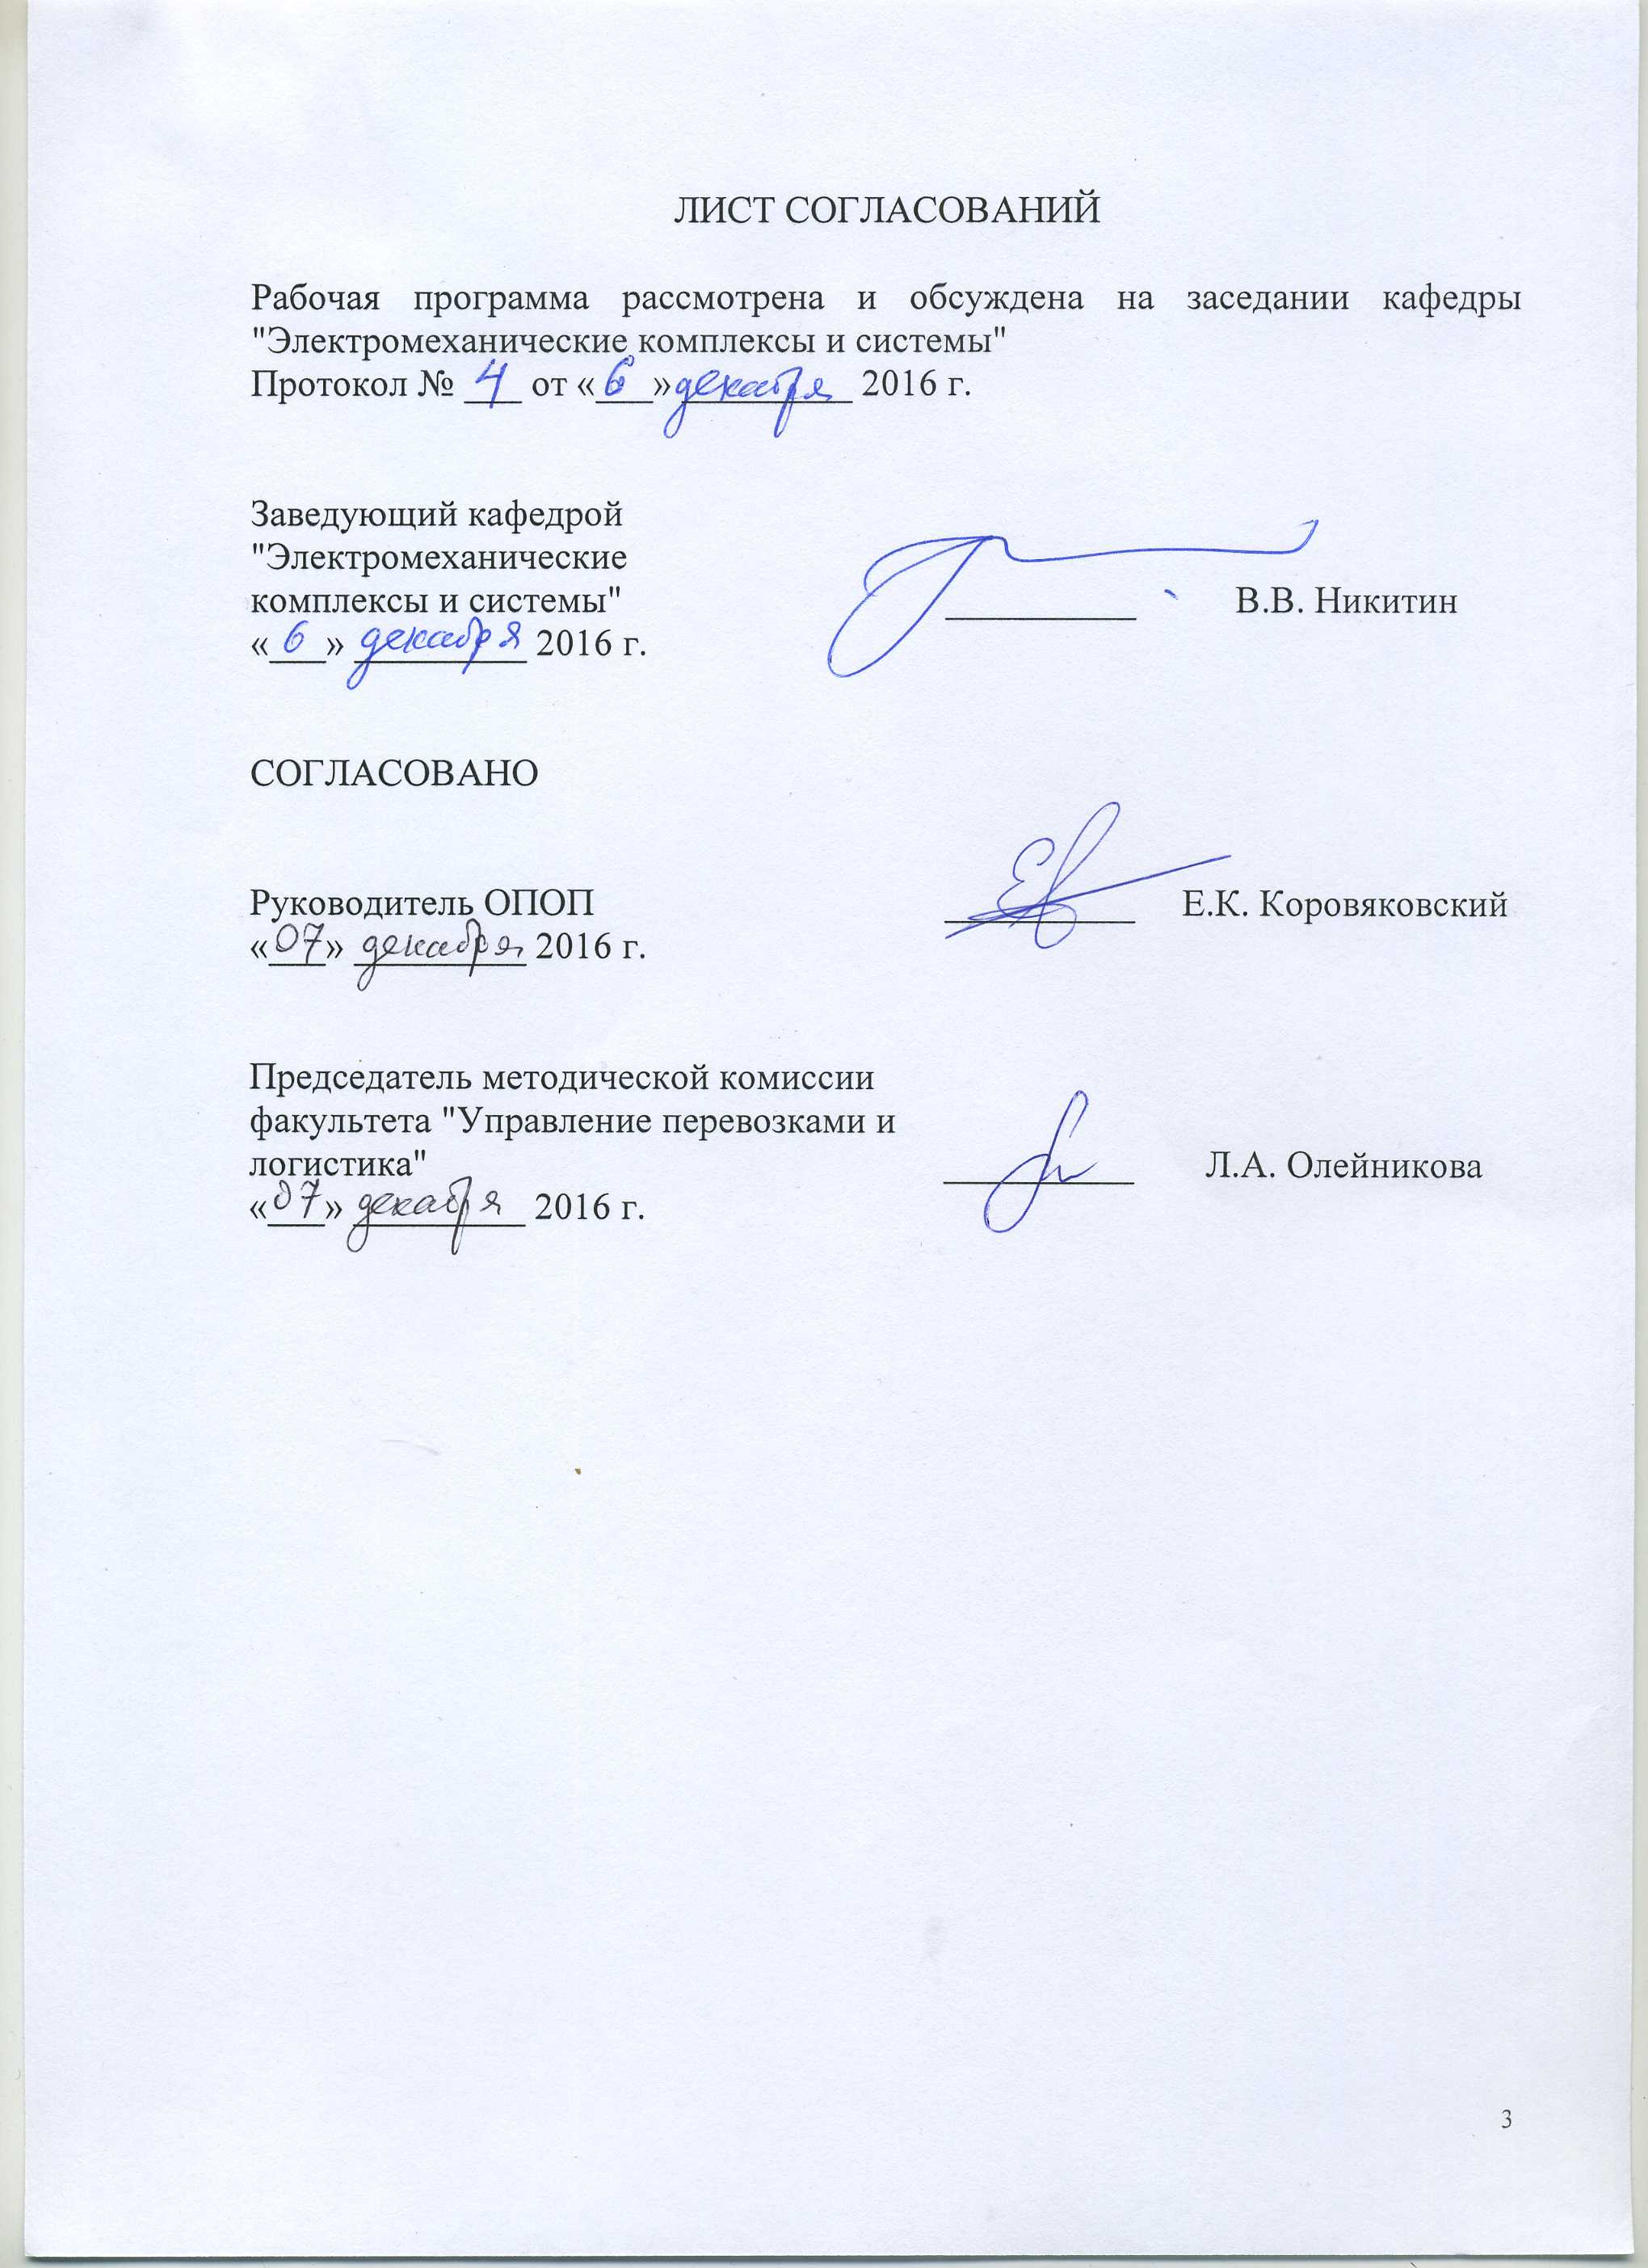 ЛИСТ СОГЛАСОВАНИЙ
Рабочая программа рассмотрена и обсуждена на заседании кафедры
"Электромеханические комплексы и системы"
Протокол № 4 от «6» декабря 2016 г.
Заведующий кафедрой
"Электромеханические
комплексы и системы" В.В. Никитин
«6» декабря 2016 г.
СОГЛАСОВАНО
Руководитель ОПОП Е.К. Коровяковский
«07» декабря 2016 г.
Председатель методической комиссии
факультета "Управление перевозками и
логистика" Л.А. Олейникова
«07» декабря 2016 г.
3